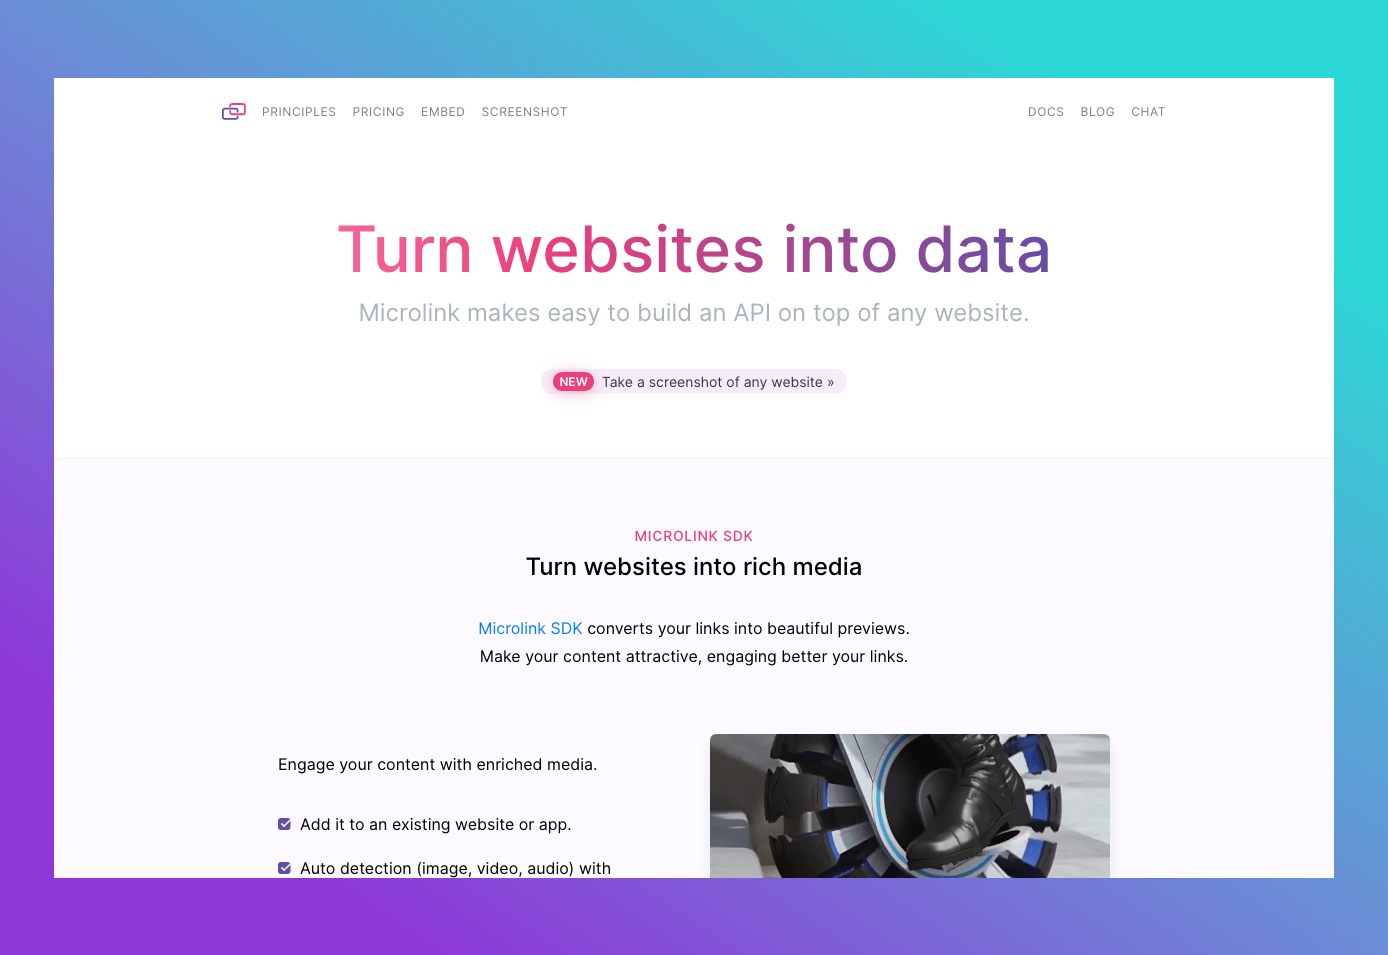 PRINCIPLES PRICING EMBED SCREENSHOT DOCS BLOG CHAT
Turn websites into data
Microlink makes easy to build an API on top of any website.
NEW Take a screenshot of any website »
MICROLINK SDK
Turn websites into rich media
Microlink SDK converts your links into beautiful previews.
Make your content attractive, engaging better your links.
Engage your content with enriched media.
Add it to an existing website or app.
Auto detection (image, video, audio) with